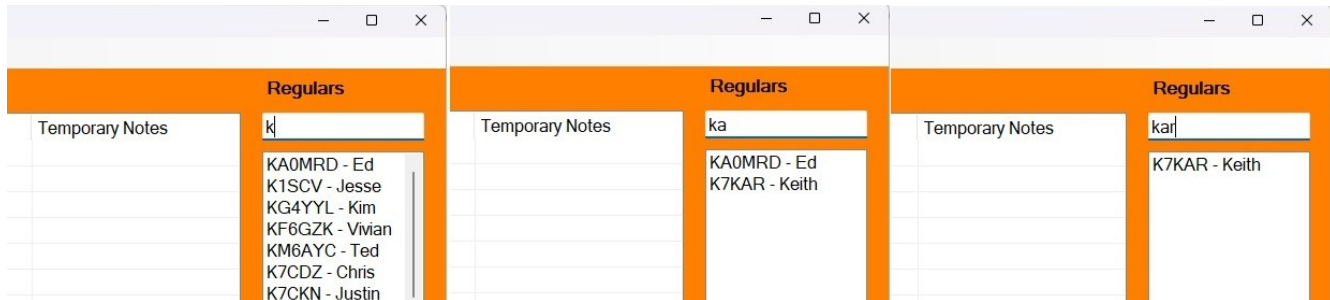 Regulars
Temporary Notes
k
KA0MRD - Ed
K1SCV - Jesse
KG4YYL - Kim
KF6GZK - Vivian
KM6AYC - Ted
K7CDZ - Chris
K7CKN - Justin
Regulars
Temporary Notes
ka
KA0MRD - Ed
K7KAR - Keith
Regulars
Temporary Notes
kar
K7KAR - Keith